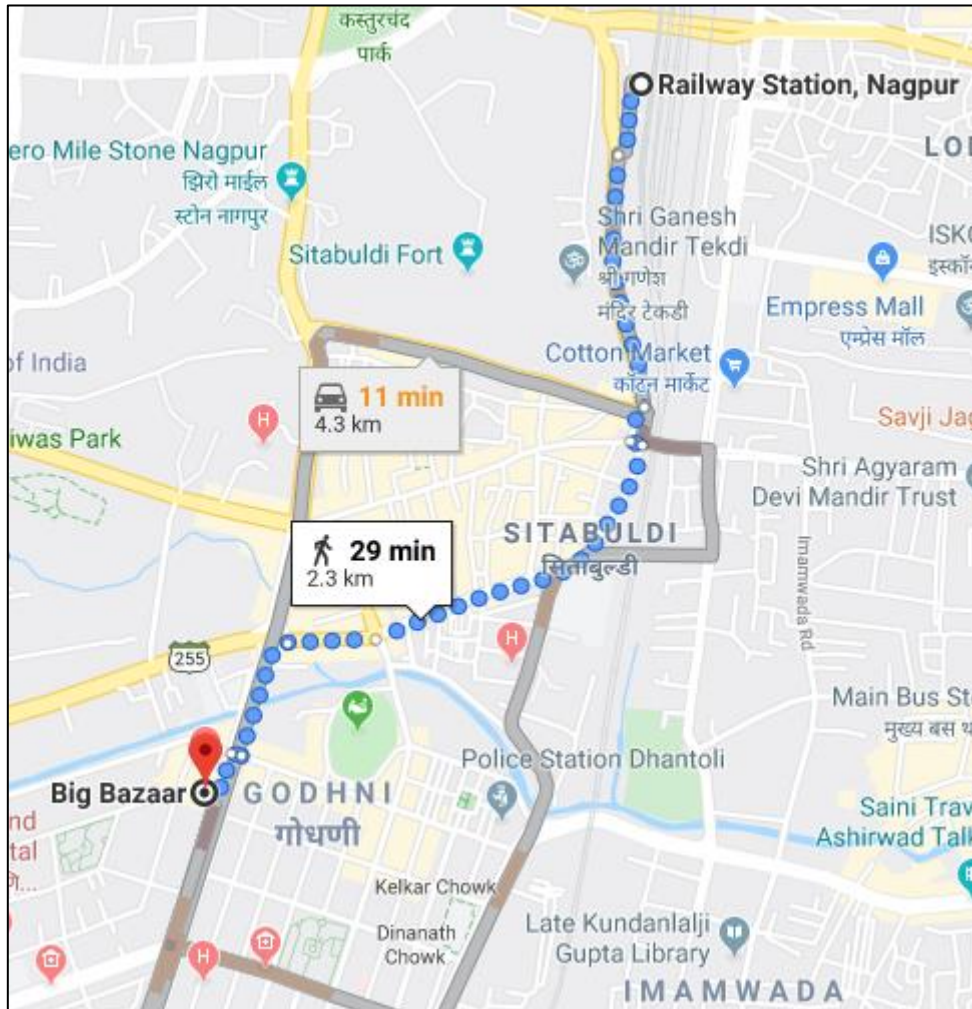 कस्तुरचंद
पार्क
Railway Station, Nagpur
ero Mile Stone Nagpur
झिरो माईल
स्टोन नागपुर
Shri Ganesh
Mandir Tekdi
श्री गणेश
मंदिर टेकडी
Sitabuldi Fort
Empress Mall
एम्प्रेस मॉल
of India
Cotton Market
कॉटन मार्केट
11 min
4.3 km
H
iwas Park
Savji Jag
Shri Agyaram
Devi Mandir Trust
SITABULDI
सिताबुल्डी
29 min
2.3 km
Imamwada Rd
H
255
Main Bus St
मुख्य बस
Police Station Dhantoli
Big Bazaar
GODHNI
गोधणी
nd
tal
Saini Trav
Ashirwad Talk
Kelkar Chowk
Dinanath
Chowk
Late Kundanlalji
Gupta Library
H
IMAMWADA